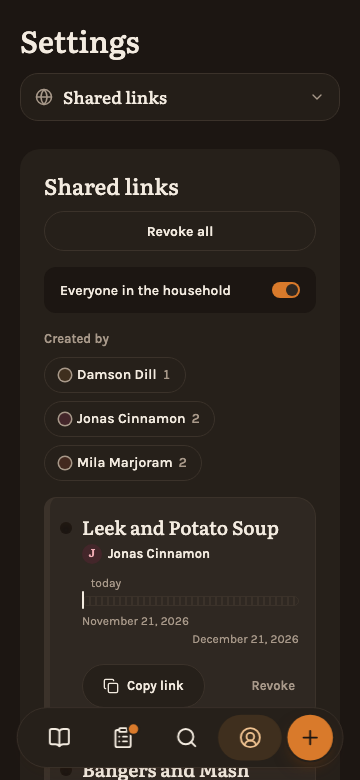 Settings
Shared links
Shared links
Revoke all
Everyone in the household
Created by
Damson Dill 1
Jonas Cinnamon 2
Mila Marjoram 2
Leek and Potato Soup
J Jonas Cinnamon
today
November 21, 2026
December 21, 2026
Copy link Revoke
Bangers and Mash